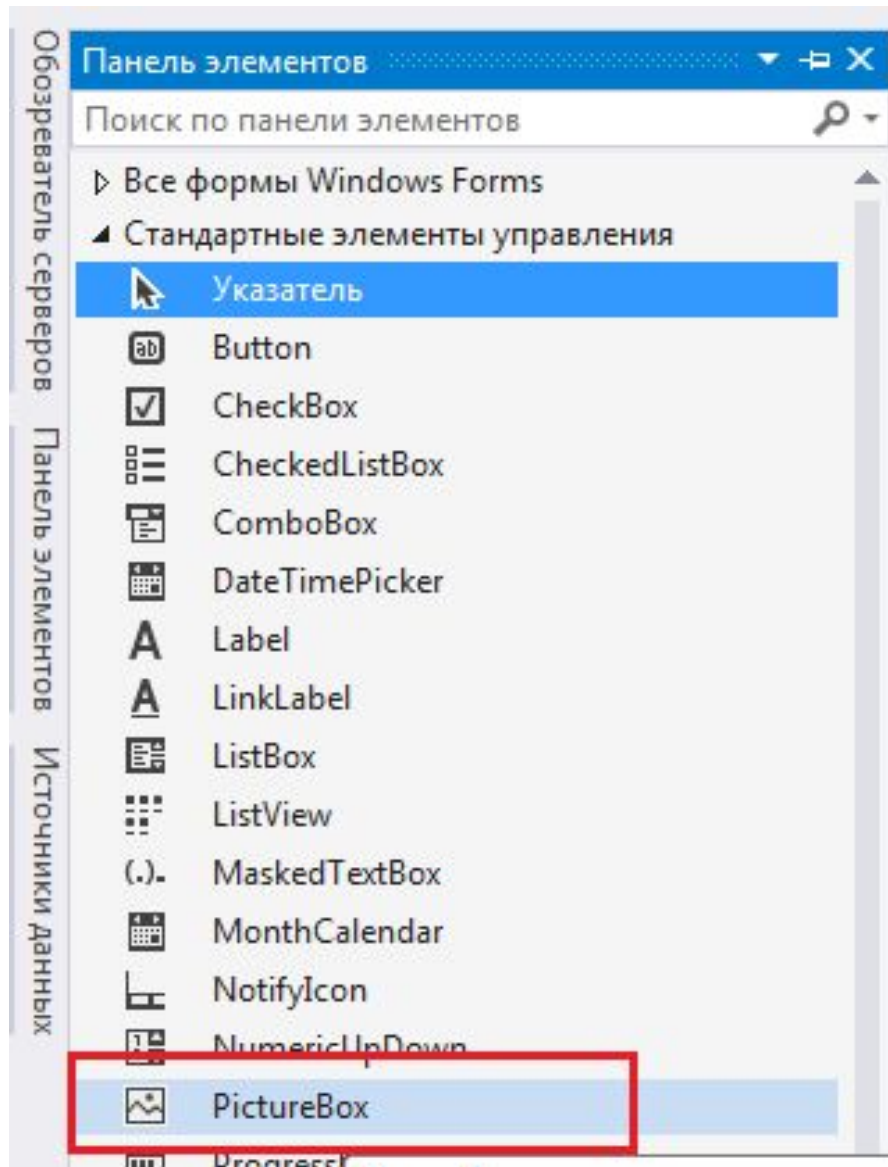 Обозреватель серверов
Панель элементов
Источники данных
Панель элементов
Поиск по панели элементов
Все формы Windows Forms
Стандартные элементы управления
Указатель
Button
CheckBox
CheckedListBox
ComboBox
DateTimePicker
Label
LinkLabel
ListBox
ListView
MaskedTextBox
MonthCalendar
NotifyIcon
NumericUpDown
PictureBox